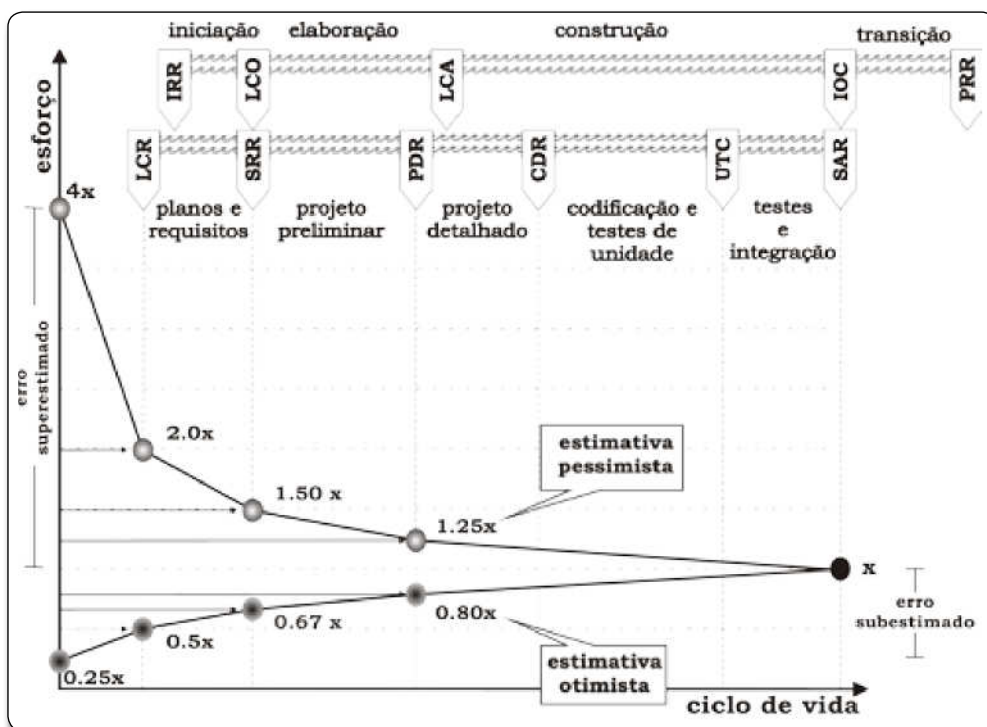 iniciação elaboração construção transição
IRR LCO LCA IOC PRR
esforço
LCR SRR PDR CDR UTC SAR
4x
planos e
requisitos
projeto
preliminar
projeto
detalhado
codificação e
testes de
unidade
testes
e
integração
erro
superestimado
2.0x
estimativa
pessimista
1.50 x
1.25x
x
0.80x
0.67 x
0.5x
0.25x
erro
subestimado
estimativa
otimista
ciclo de vida